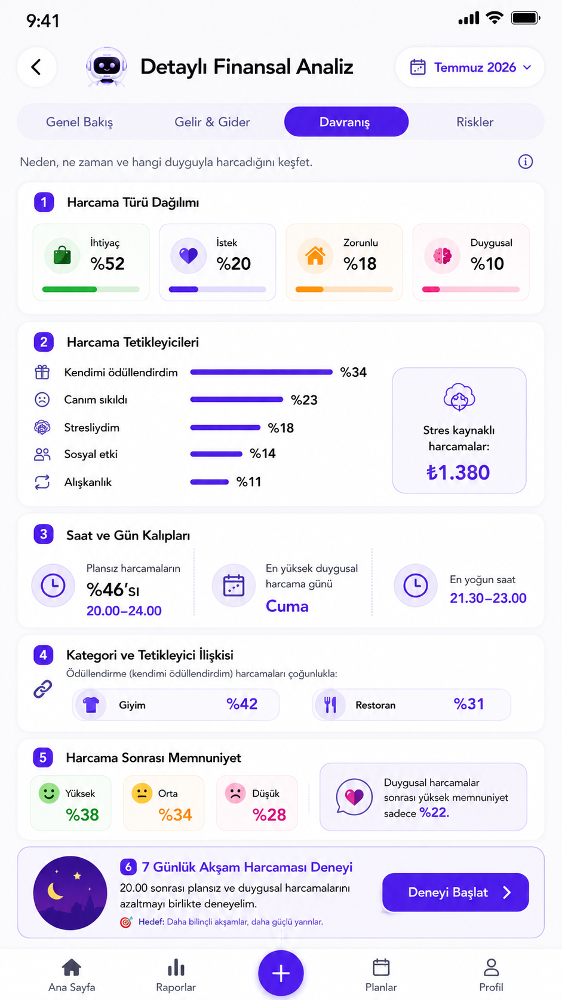 9:41
Detaylı Finansal Analiz
Temmuz 2026
Genel Bakış
Gelir & Gider
Davranış
Riskler
Neden, ne zaman ve hangi duyguyla harcadığını keşfet.
1 Harcama Türü Dağılımı
İhtiyaç
%52
İstek
%20
Zorunlu
%18
Duygusal
%10
2 Harcama Tetikleyicileri
Kendimi ödüllendirdim %34
Canım sıkıldı %23
Stresliydim %18
Sosyal etki %14
Alışkanlık %11
Stres kaynaklı
harcamalar:
₺1.380
3 Saat ve Gün Kalıpları
Plansız harcamaların
%46'sı
20.00–24.00
En yüksek duygusal
harcama günü
Cuma
En yoğun saat
21.30–23.00
4 Kategori ve Tetikleyici İlişkisi
Ödüllendirme (kendimi ödüllendirdim) harcamaları çoğunlukla:
Giyim %42
Restoran %31
5 Harcama Sonrası Memnuniyet
Yüksek
%38
Orta
%34
Düşük
%28
Duygusal harcamalar
sonrası yüksek memnuniyet
sadece %22.
6 7 Günlük Akşam Harcaması Deneyi
20.00 sonrası plansız ve duygusal harcamalarını
azaltmayı birlikte deneyelim.
Hedef: Daha bilinçli akşamlar, daha güçlü yarınlar.
Deneyi Başlat
Ana Sayfa
Raporlar
Planlar
Profil